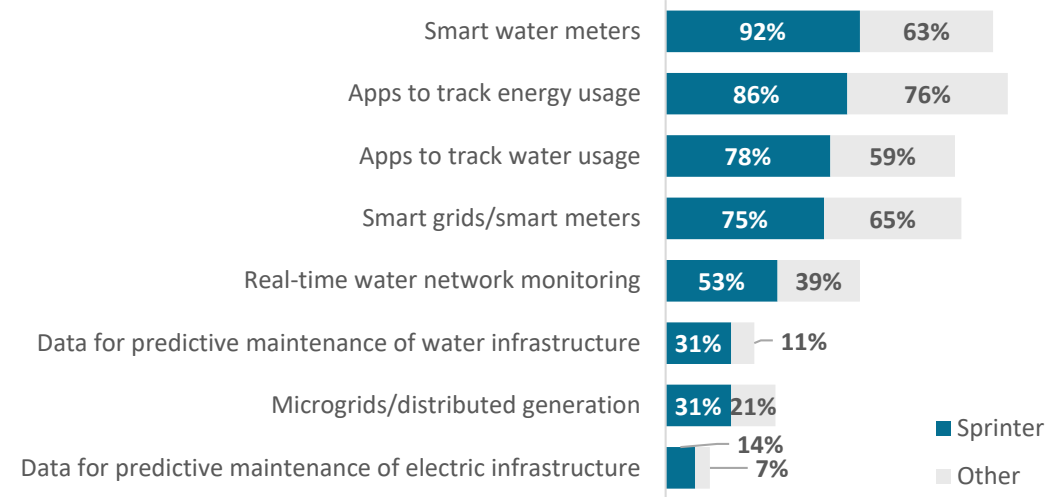 Smart water meters 92% 63%
Apps to track energy usage 86% 76%
Apps to track water usage 78% 59%
Smart grids/smart meters 75% 65%
Real-time water network monitoring 53% 39%
Data for predictive maintenance of water infrastructure 31% 11%
Microgrids/distributed generation 31% 21%
Data for predictive maintenance of electric infrastructure 14% 7%
Sprinter
Other